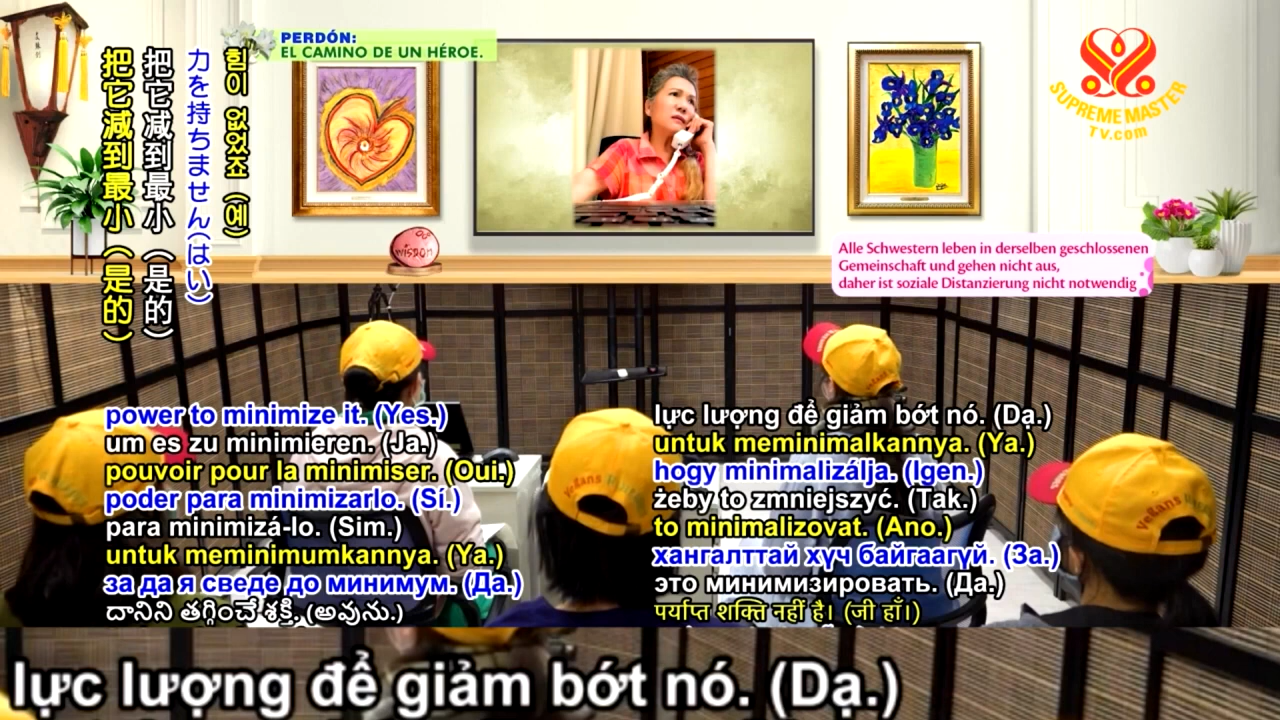 PERDÓN:
EL CAMINO DE UN HÉROE.
SUPREME MASTER
TV.com
힘이 없었죠 (예)
力を持ちません(はい)
把它减到最小（是的）
把它減到最小（是的）
wisdom
Alle Schwestern leben in derselben geschlossenen
Gemeinschaft und gehen nicht aus,
daher ist soziale Distanzierung nicht notwendig
power to minimize it. (Yes.)
um es zu minimieren. (Ja.)
pouvoir pour la minimiser. (Oui.)
poder para minimizarlo. (Sí.)
para minimizá-lo. (Sim.)
untuk meminimumkannya. (Ya.)
за да я сведе до минимум. (Да.)
దానిని తగ్గించే శక్తి. (అవును.)
lực lượng để giảm bớt nó. (Dạ.)
untuk meminimalkannya. (Ya.)
hogy minimalizálja. (Igen.)
żeby to zmniejszyć. (Tak.)
to minimalizovat. (Ano.)
хангалттай хүч байгаагүй. (За.)
это минимизировать. (Да.)
पर्याप्त शक्ति नहीं है। (जी हाँ।)
vegans
vegans
lực lượng để giảm bớt nó. (Dạ.)